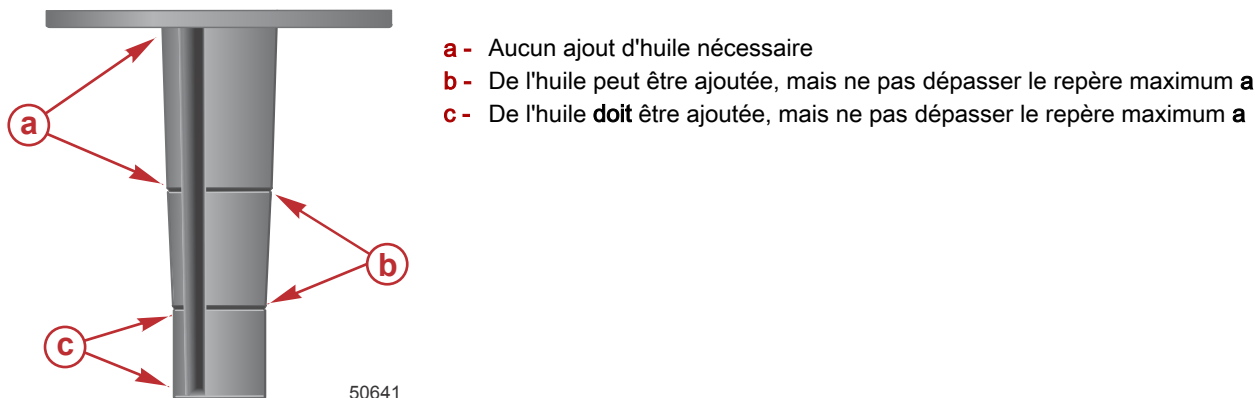 a - Aucun ajout d'huile nécessaire
b - De l'huile peut être ajoutée, mais ne pas dépasser le repère maximum a
c - De l'huile doit être ajoutée, mais ne pas dépasser le repère maximum a
a
b
c
50641